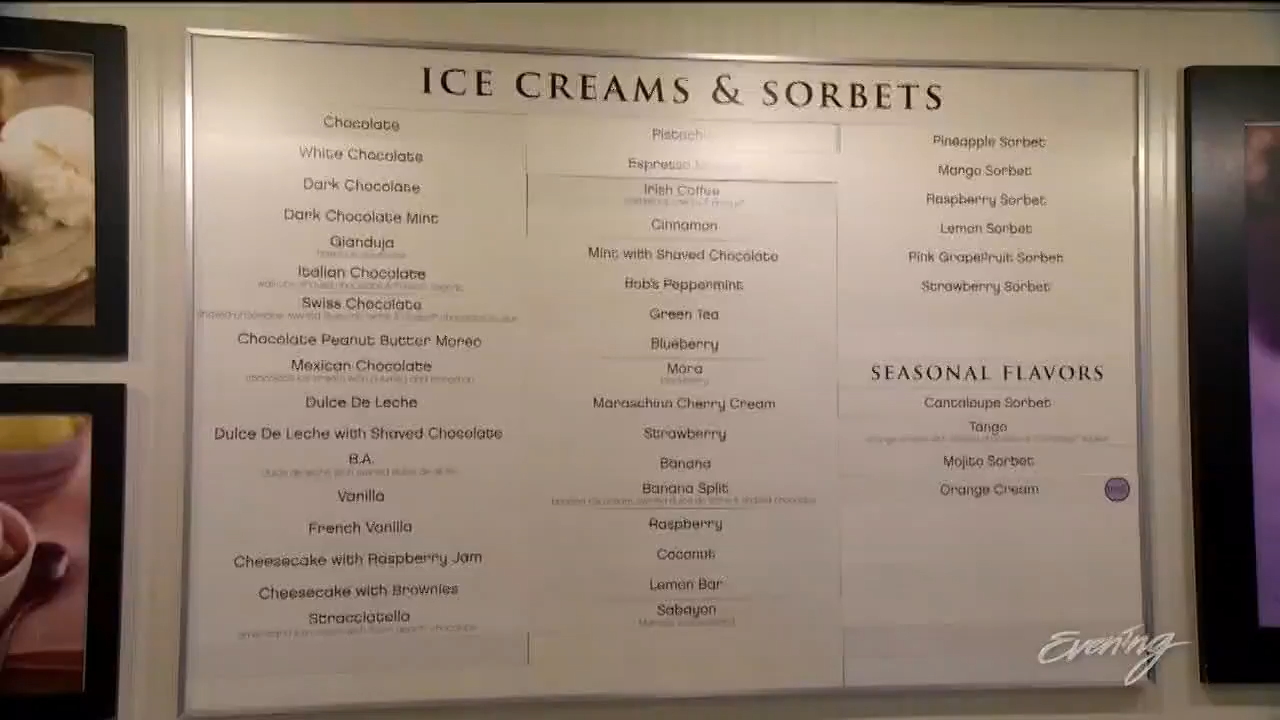 ICE CREAMS & SORBETS
Chocolate
White Chocolate
Dark Chocolate
Dark Chocolate Mint
Gianduja
Italian Chocolate
Swiss Chocolate
Chocolate Peanut Butter Moreo
Mexican Chocolate
Dulce De Leche
Dulce De Leche with Shaved Chocolate
B.A.
Vanilla
French Vanilla
Cheesecake with Raspberry Jam
Cheesecake with Brownies
Stracciatella
Pistach
Espresso
Irish Coffee
Cinnamon
Mint with Shaved Chocolate
Bob's Peppermint
Green Tea
Blueberry
Mora
Maraschino Cherry Cream
Strawberry
Banana
Banana Split
Raspberry
Coconut
Lemon Bar
Sabayon
Pineapple Sorbet
Mango Sorbet
Raspberry Sorbet
Lemon Sorbet
Pink Grapefruit Sorbet
Strawberry Sorbet
SEASONAL FLAVORS
Cantaloupe Sorbet
Tango
Mojito Sorbet
Orange Cream
Evening